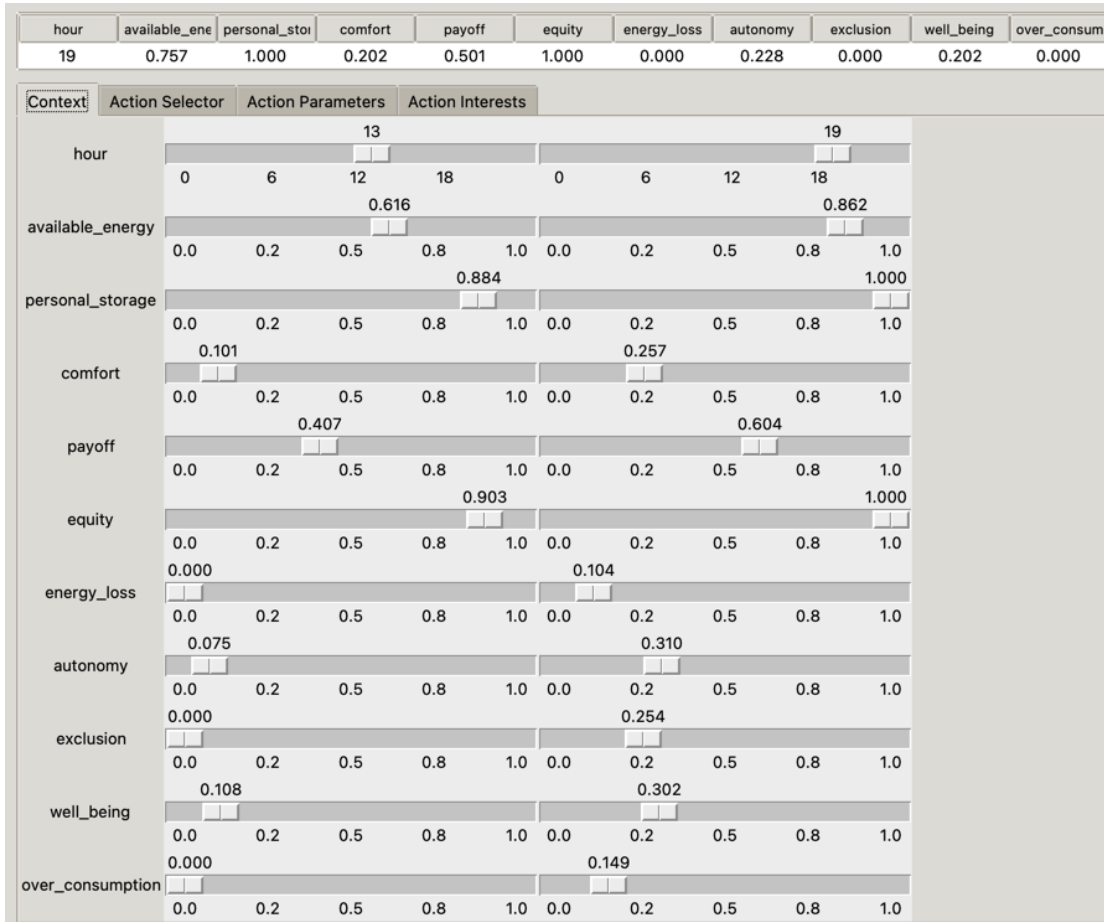 hour available_ene personal_stor comfort payoff equity energy_loss autonomy exclusion well_being over_consum
19 0.757 1.000 0.202 0.501 1.000 0.000 0.228 0.000 0.202 0.000
Context Action Selector Action Parameters Action Interests
13 19
hour
0 6 12 18 0 6 12 18
0.616 0.862
available_energy
0.0 0.2 0.5 0.8 1.0 0.0 0.2 0.5 0.8 1.0
0.884 1.000
personal_storage
0.0 0.2 0.5 0.8 1.0 0.0 0.2 0.5 0.8 1.0
0.101 0.257
comfort
0.0 0.2 0.5 0.8 1.0 0.0 0.2 0.5 0.8 1.0
0.407 0.604
payoff
0.0 0.2 0.5 0.8 1.0 0.0 0.2 0.5 0.8 1.0
0.903 1.000
equity
0.0 0.2 0.5 0.8 1.0 0.0 0.2 0.5 0.8 1.0
0.000 0.104
energy_loss
0.0 0.2 0.5 0.8 1.0 0.0 0.2 0.5 0.8 1.0
0.075 0.310
autonomy
0.0 0.2 0.5 0.8 1.0 0.0 0.2 0.5 0.8 1.0
0.000 0.254
exclusion
0.0 0.2 0.5 0.8 1.0 0.0 0.2 0.5 0.8 1.0
0.108 0.302
well_being
0.0 0.2 0.5 0.8 1.0 0.0 0.2 0.5 0.8 1.0
0.000 0.149
over_consumption
0.0 0.2 0.5 0.8 1.0 0.0 0.2 0.5 0.8 1.0